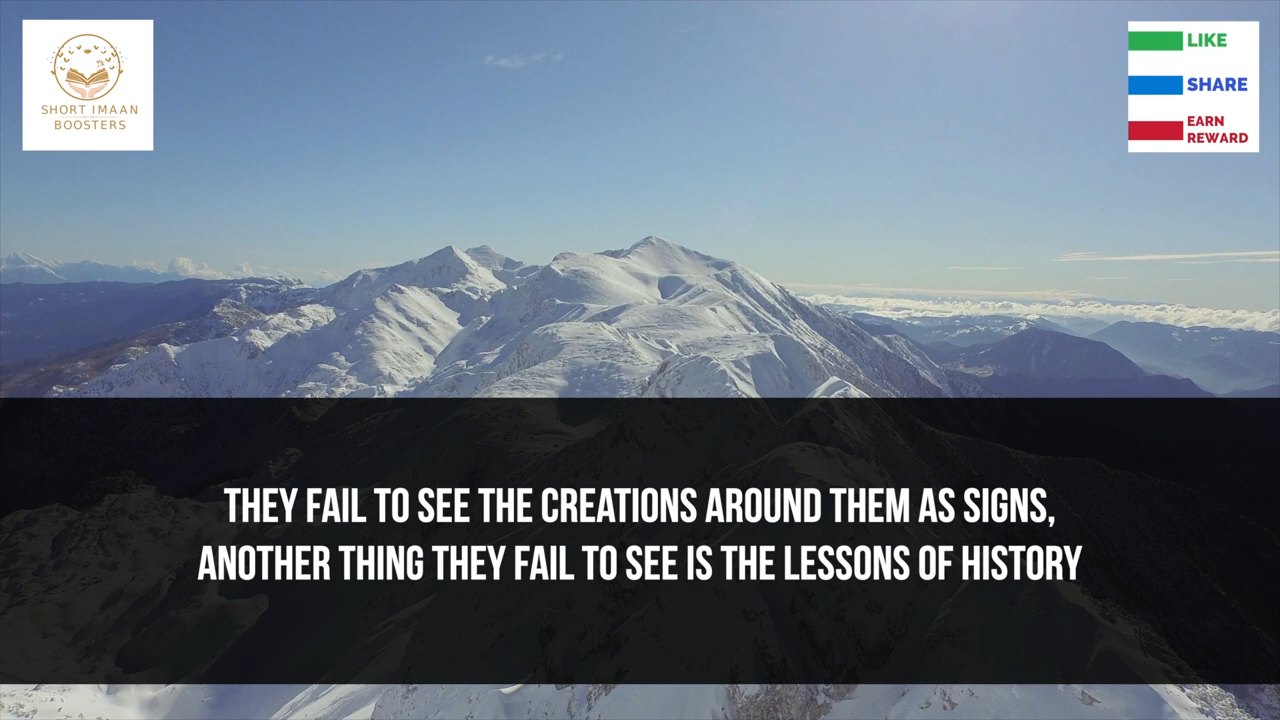 SHORT IMAAN
BOOSTERS
LIKE
SHARE
EARN
REWARD
THEY FAIL TO SEE THE CREATIONS AROUND THEM AS SIGNS,
ANOTHER THING THEY FAIL TO SEE IS THE LESSONS OF HISTORY